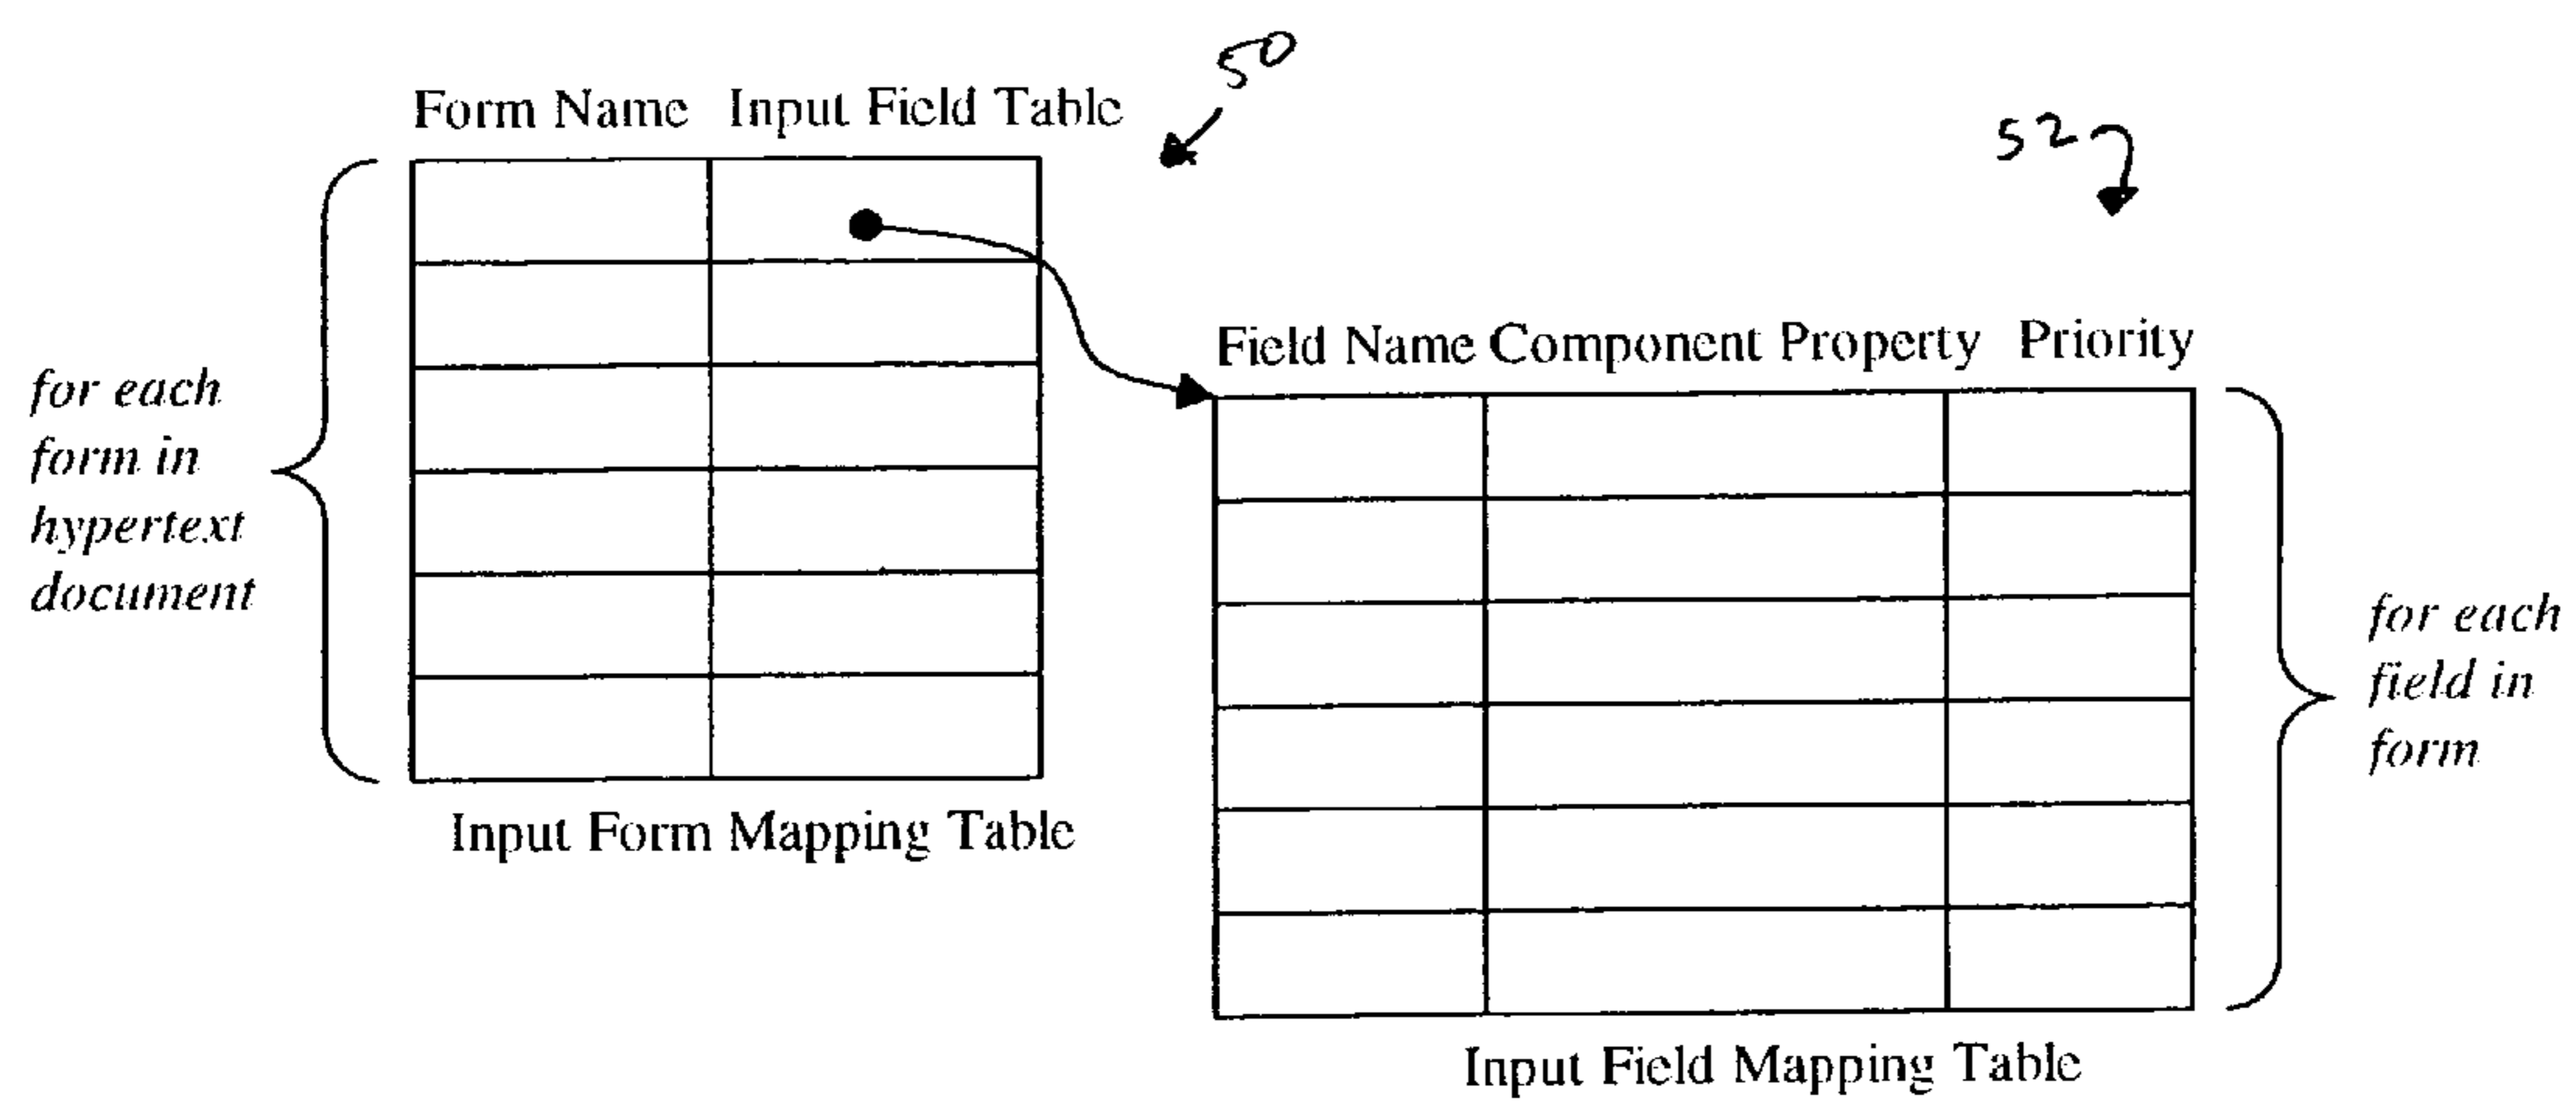 50
Form Name Input Field Table
52
Field Name Component Property Priority
for each
form in
hypertext
document
for each
field in
form
Input Form Mapping Table
Input Field Mapping Table